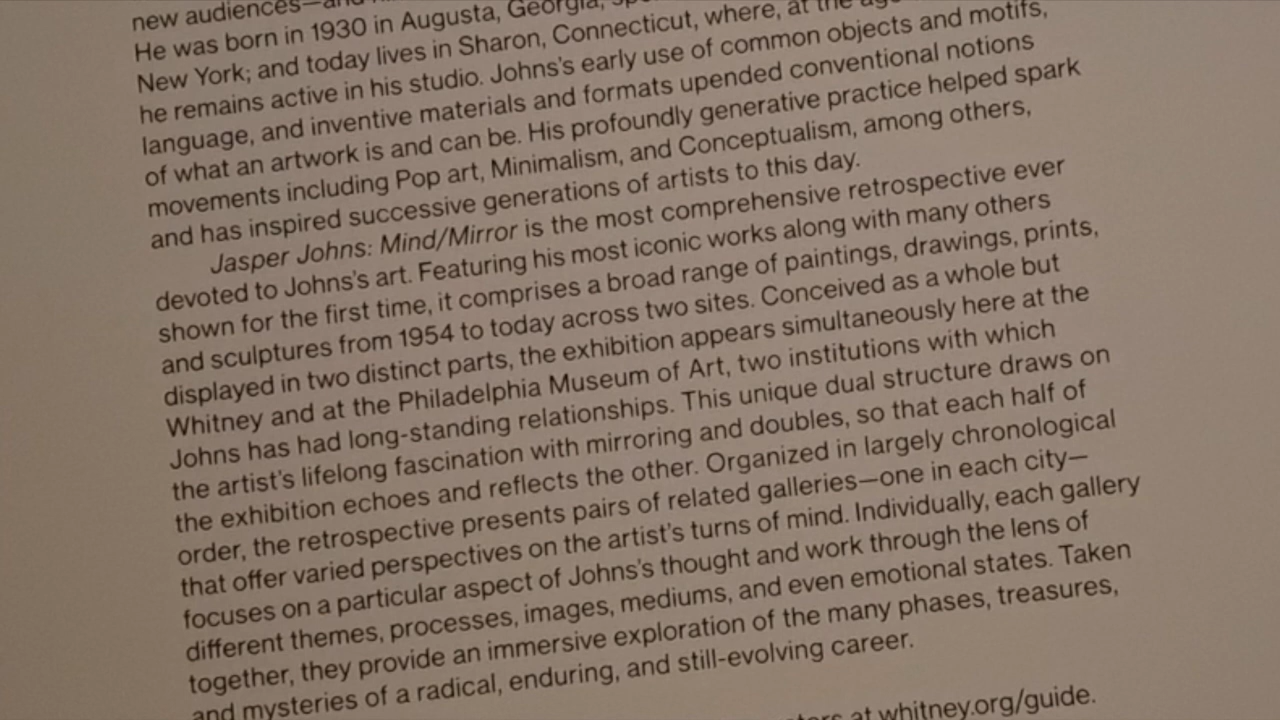 new audiences—and
He was born in 1930 in Augusta, Georgia,
New York; and today lives in Sharon, Connecticut, where, at the
he remains active in his studio. Johns's early use of common objects and motifs,
language, and inventive materials and formats upended conventional notions
of what an artwork is and can be. His profoundly generative practice helped spark
movements including Pop art, Minimalism, and Conceptualism, among others,
and has inspired successive generations of artists to this day.
Jasper Johns: Mind/Mirror is the most comprehensive retrospective ever
devoted to Johns's art. Featuring his most iconic works along with many others
shown for the first time, it comprises a broad range of paintings, drawings, prints,
and sculptures from 1954 to today across two sites. Conceived as a whole but
displayed in two distinct parts, the exhibition appears simultaneously here at the
Whitney and at the Philadelphia Museum of Art, two institutions with which
Johns has had long-standing relationships. This unique dual structure draws on
the artist's lifelong fascination with mirroring and doubles, so that each half of
the exhibition echoes and reflects the other. Organized in largely chronological
order, the retrospective presents pairs of related galleries—one in each city—
that offer varied perspectives on the artist's turns of mind. Individually, each gallery
focuses on a particular aspect of Johns's thought and work through the lens of
different themes, processes, images, mediums, and even emotional states. Taken
together, they provide an immersive exploration of the many phases, treasures,
and mysteries of a radical, enduring, and still-evolving career.
at whitney.org/guide.